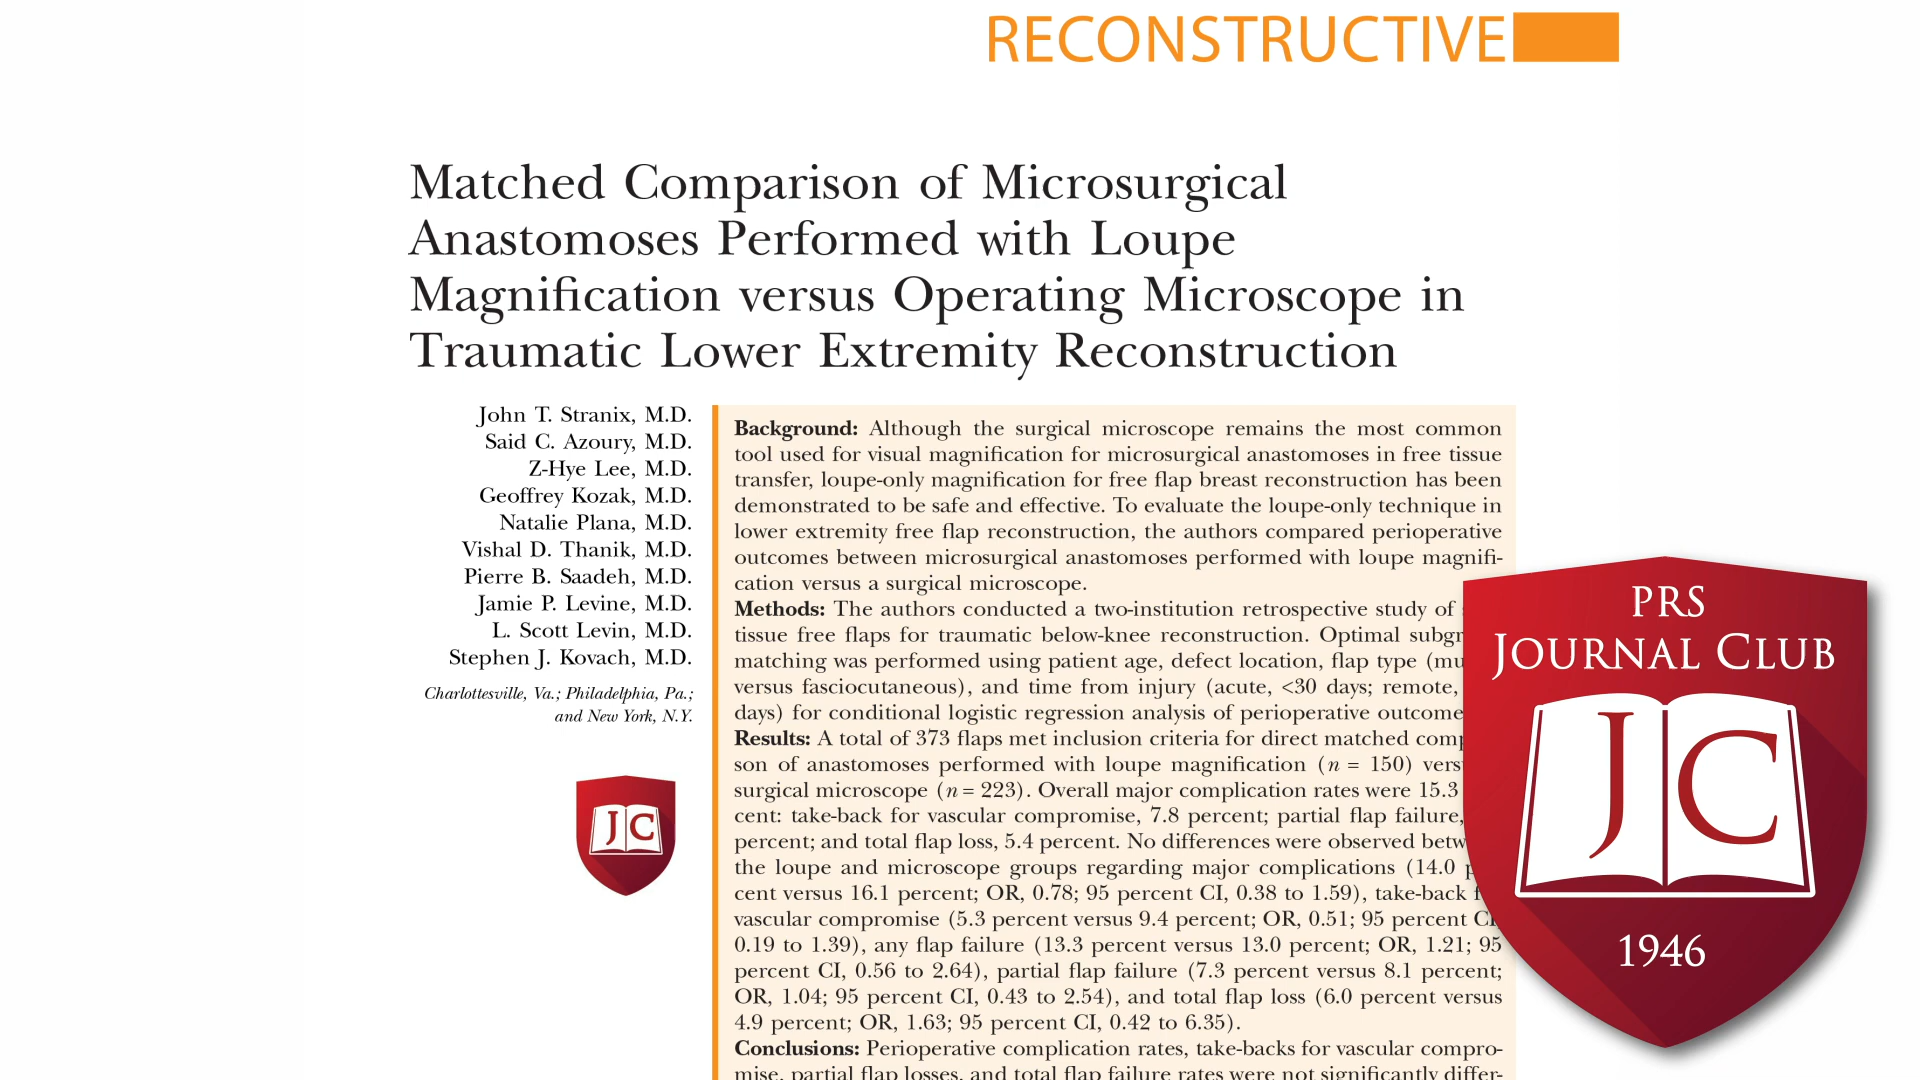 RECONSTRUCTIVE
Matched Comparison of Microsurgical
Anastomoses Performed with Loupe
Magnification versus Operating Microscope in
Traumatic Lower Extremity Reconstruction
John T. Stranix, M.D.
Said C. Azoury, M.D.
Z-Hye Lee, M.D.
Geoffrey Kozak, M.D.
Natalie Plana, M.D.
Vishal D. Thanik, M.D.
Pierre B. Saadeh, M.D.
Jamie P. Levine, M.D.
L. Scott Levin, M.D.
Stephen J. Kovach, M.D.
Charlottesville, Va.; Philadelphia, Pa.;
and New York, N.Y.
JC
Background: Although the surgical microscope remains the most common
tool used for visual magnification for microsurgical anastomoses in free tissue
transfer, loupe-only magnification for free flap breast reconstruction has been
demonstrated to be safe and effective. To evaluate the loupe-only technique in
lower extremity free flap reconstruction, the authors compared perioperative
outcomes between microsurgical anastomoses performed with loupe magnifi-
cation versus a surgical microscope.
Methods: The authors conducted a two-institution retrospective study of
tissue free flaps for traumatic below-knee reconstruction. Optimal
matching was performed using patient age, defect location, flap type
versus fasciocutaneous), and time from injury (acute, <30 days; remote,
days) for conditional logistic regression analysis of perioperative
Results: A total of 373 flaps met inclusion criteria for direct matched
son of anastomoses performed with loupe magnification (n = 150)
surgical microscope (n = 223). Overall major complication rates were 15.3
cent: take-back for vascular compromise, 7.8 percent; partial flap failure,
percent; and total flap loss, 5.4 percent. No differences were observed
the loupe and microscope groups regarding major complications (14.0
cent versus 16.1 percent; OR, 0.78; 95 percent CI, 0.38 to 1.59), take-back
vascular compromise (5.3 percent versus 9.4 percent; OR, 0.51; 95 percent CI,
0.19 to 1.39), any flap failure (13.3 percent versus 13.0 percent; OR, 1.21; 95
percent CI, 0.56 to 2.64), partial flap failure (7.3 percent versus 8.1 percent;
OR, 1.04; 95 percent CI, 0.43 to 2.54), and total flap loss (6.0 percent versus
4.9 percent; OR, 1.63; 95 percent CI, 0.42 to 6.35).
Conclusions: Perioperative complication rates, take-backs for vascular compro-
mise, partial flap losses, and total flap failure rates were not significantly differ-
PRS
JOURNAL CLUB
JC
1946